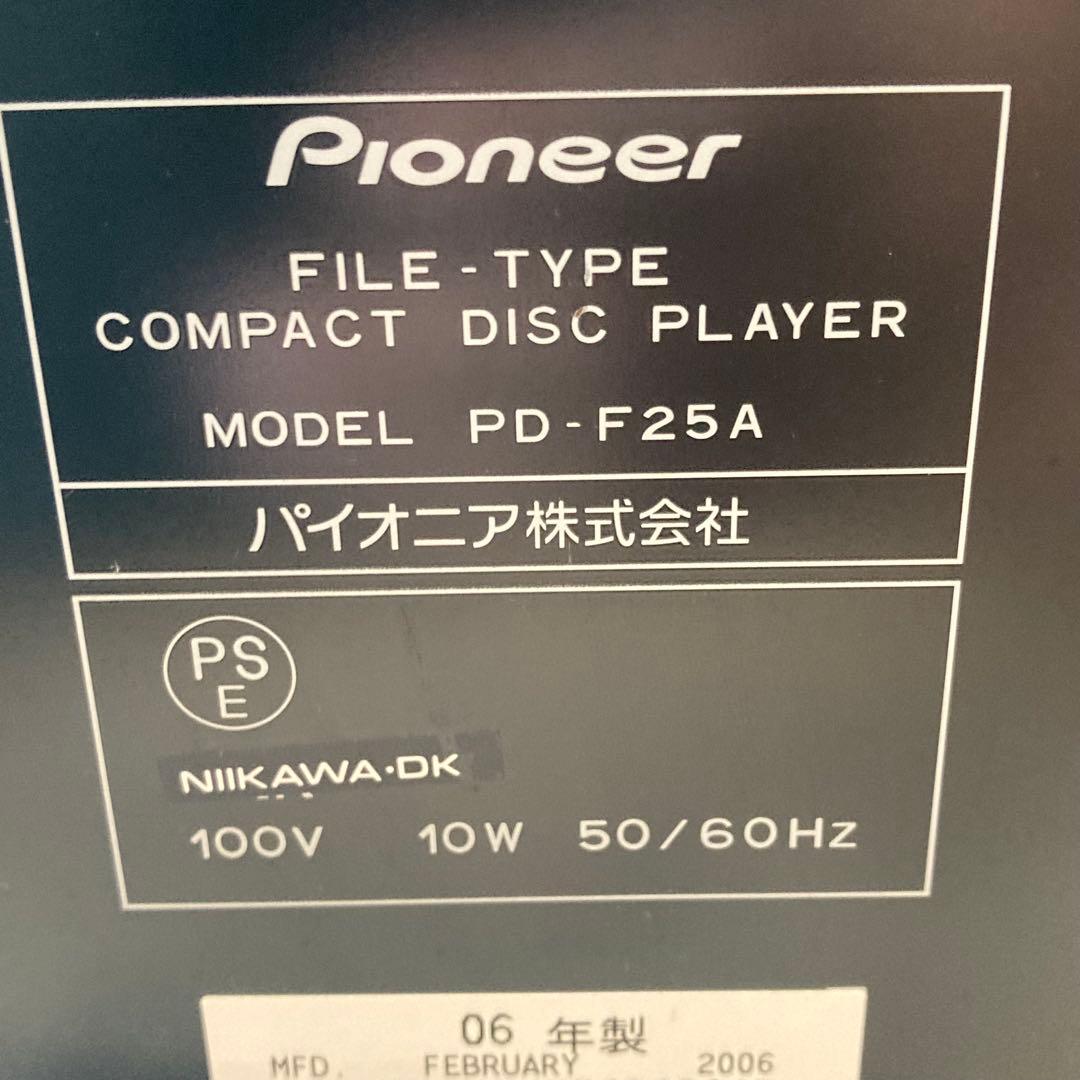 Pioneer
FILE-TYPE
COMPACT DISC PLAYER
MODEL PD-F25A
パイオニア株式会社
PS
E
NIIKAWA·DK
100V 10W 50/60Hz
06 年製
MFD. FEBRUARY 2006